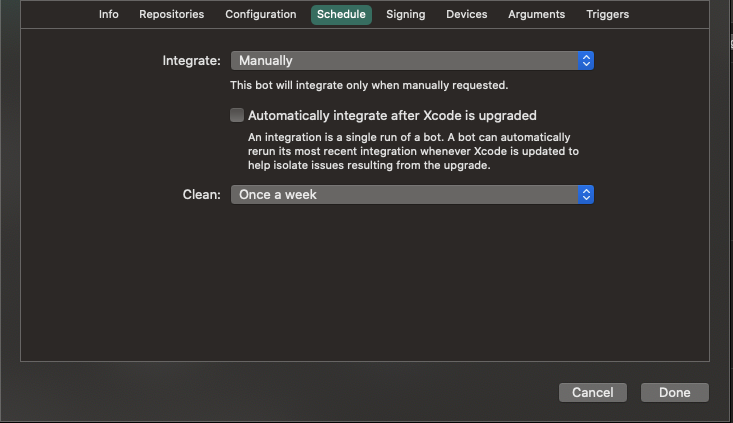 Info Repositories Configuration Schedule Signing Devices Arguments Triggers
Integrate: Manually
This bot will integrate only when manually requested.
Automatically integrate after Xcode is upgraded
An integration is a single run of a bot. A bot can automatically
rerun its most recent integration whenever Xcode is updated to
help isolate issues resulting from the upgrade.
Clean: Once a week
Cancel Done